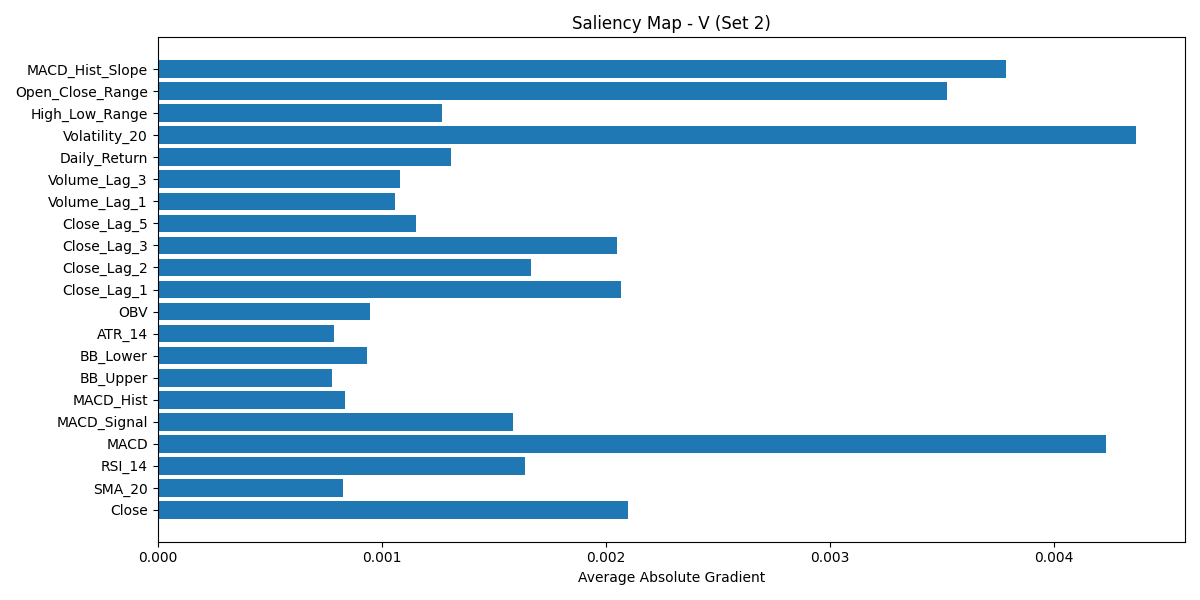 Saliency Map - V (Set 2)
MACD_Hist_Slope
Open_Close_Range
High_Low_Range
Volatility_20
Daily_Return
Volume_Lag_3
Volume_Lag_1
Close_Lag_5
Close_Lag_3
Close_Lag_2
Close_Lag_1
OBV
ATR_14
BB_Lower
BB_Upper
MACD_Hist
MACD_Signal
MACD
RSI_14
SMA_20
Close
0.000 0.001 0.002 0.003 0.004
Average Absolute Gradient